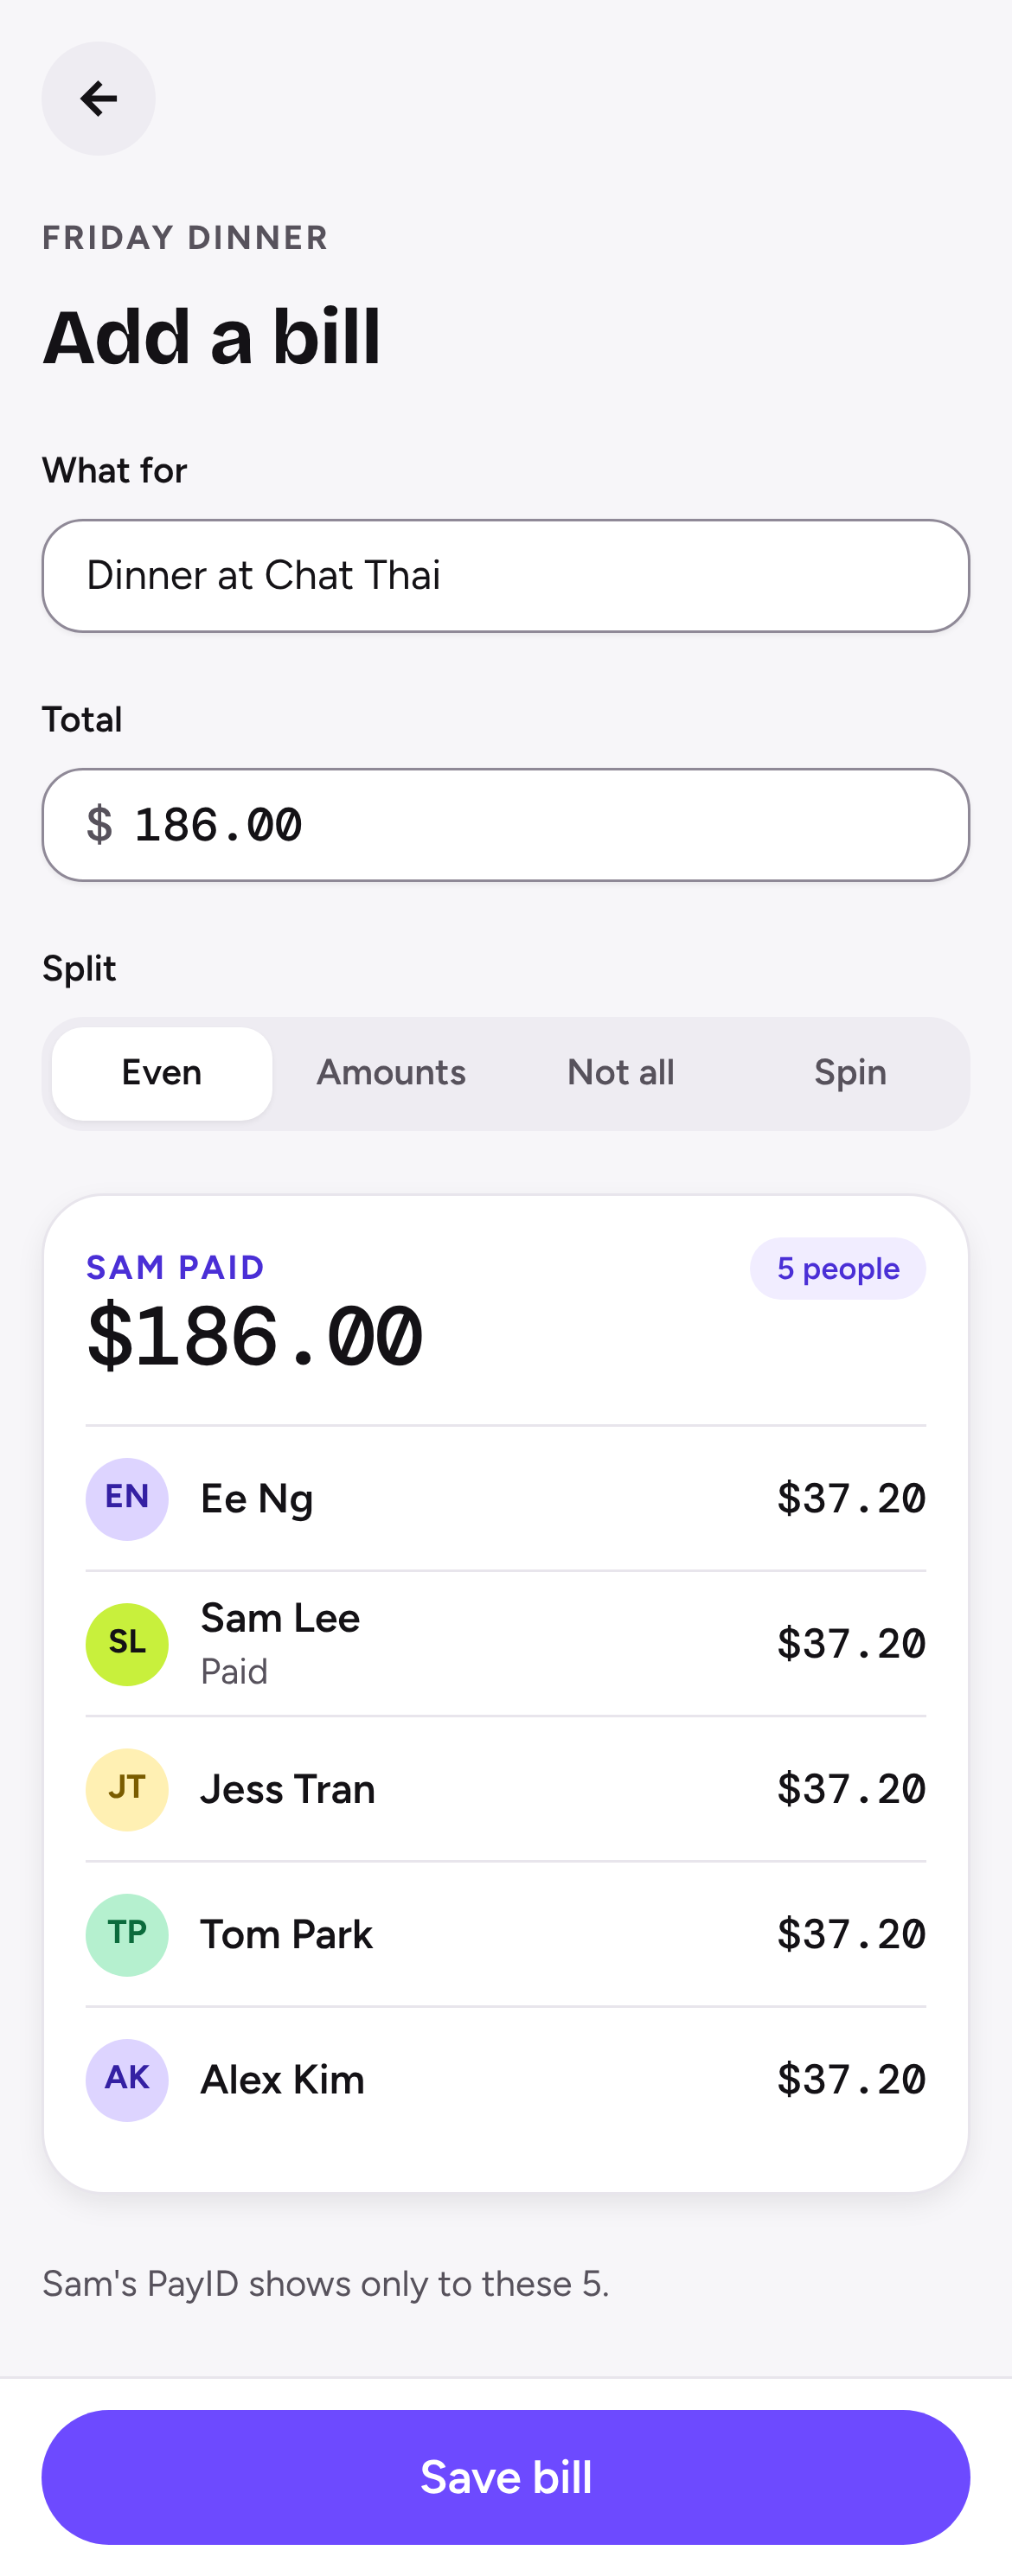 FRIDAY DINNER
Add a bill
What for
Dinner at Chat Thai
Total
$ 186.00
Split
Even Amounts Not all Spin
SAM PAID 5 people
$186.00
EN Ee Ng $37.20
SL Sam Lee $37.20
Paid
JT Jess Tran $37.20
TP Tom Park $37.20
AK Alex Kim $37.20
Sam's PayID shows only to these 5.
Save bill